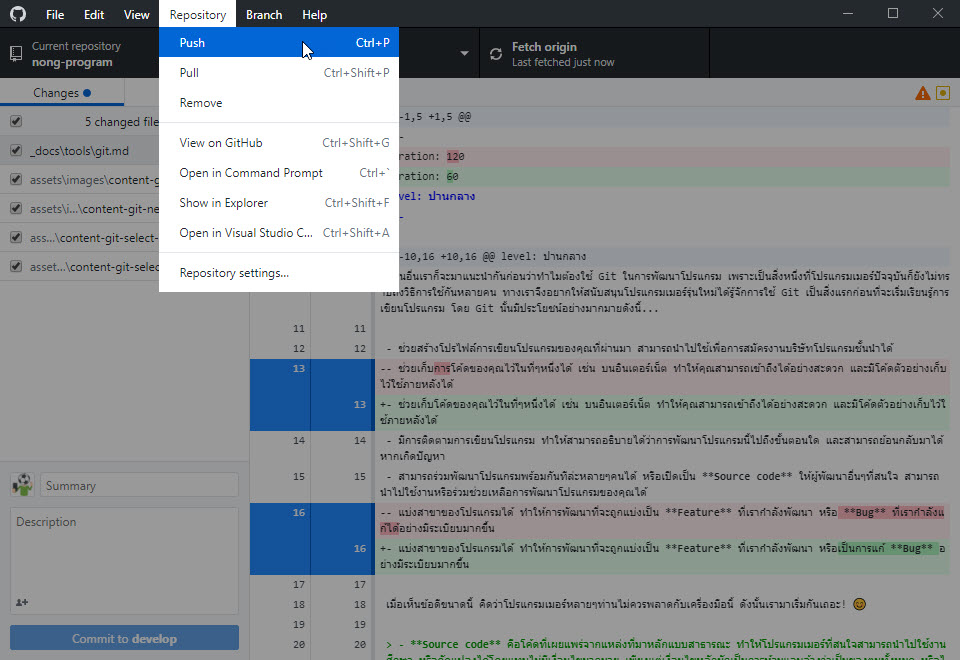 File Edit View Repository Branch Help
Current repository
nong-program
Fetch origin
Last fetched just now
Push Ctrl+P
Pull Ctrl+Shift+P
Remove
View on GitHub Ctrl+Shift+G
Open in Command Prompt Ctrl+`
Show in Explorer Ctrl+Shift+F
Open in Visual Studio C... Ctrl+Shift+A
Repository settings...
Changes
5 changed file
_docs\tools\git.md
assets\images\content-g
assets\i...\content-git-ne
ass...\content-git-select-
asset...\content-git-selec
Summary
Description
Commit to develop
-1,5 +1,5 @@
-
ration: 120
ration: 60
vel: ปานกลาง
-
-10,16 +10,16 @@ level: ปานกลาง
นอื่นเราก็จะมาแนะนำกันก่อนว่าทำไมต้องใช้ Git ในการพัฒนาโปรแกรม เพราะเป็นสิ่งหนึ่งที่โปรแกรมเมอร์ปัจจุบันก็ยังไม่ทร
วิธีการใช้กันหลายคน ทางเราจึงอยากให้สนับสนุนโปรแกรมเมอร์รุ่นใหม่ได้รู้จักการใช้ Git เป็นสิ่งแรกก่อนที่จะเริ่มเรียนรู้การ
เขียนโปรแกรม โดย Git นั้นมีประโยชน์อย่างมากมายดังนี้...
11 11
12 12 - ช่วยสร้างโปรไฟล์การเขียนโปรแกรมของคุณที่ผ่านมา สามารถนำไปใช้เพื่อการสมัครงานบริษัทโปรแกรมชั้นนำได้
13 -- ช่วยเก็บการโค้ดของคุณไว้ในที่ๆหนึ่งได้ เช่น บนอินเตอร์เน็ต ทำให้คุณสามารถเข้าถึงได้อย่างสะดวก และมีโค้ดตัวอย่างเก็บ
ไว้ใช้ภายหลังได้
13 +- ช่วยเก็บโค้ดของคุณไว้ในที่ๆหนึ่งได้ เช่น บนอินเตอร์เน็ต ทำให้คุณสามารถเข้าถึงได้อย่างสะดวก และมีโค้ดตัวอย่างเก็บไว้ใ
ช้ภายหลังได้
14 14 - มีการติดตามการเขียนโปรแกรม ทำให้สามารถอธิบายได้ว่าการพัฒนาโปรแกรมนี้ไปถึงขั้นตอนใด และสามารถย้อนกลับมาได้
หากเกิดปัญหา
15 15 - สามารถร่วมพัฒนาโปรแกรมพร้อมกันทีล่ะหลายๆคนได้ หรือเปิดเป็น **Source code** ให้ผู้พัฒนาอื่นๆที่สนใจ สามารถ
นำไปใช้งานหรือร่วมช่วยเหลือการพัฒนาโปรแกรมของคุณได้
16 -- แบ่งสาขาของโปรแกรมได้ ทำให้การพัฒนาที่จะถูกแบ่งเป็น **Feature** ที่เรากำลังพัฒนา หรือ **Bug** ที่เรากำลังแ
ก้ได้อย่างมีระเบียบมากขึ้น
16 +- แบ่งสาขาของโปรแกรมได้ ทำให้การพัฒนาที่จะถูกแบ่งเป็น **Feature** ที่เรากำลังพัฒนา หรือเป็นการแก้ **Bug** อ
ย่างมีระเบียบมากขึ้น
17 17
18 18 เมื่อเห็นข้อดีขนาดนี้ คิดว่าโปรแกรมเมอร์หลายๆท่านไม่ควรพลาดกับเครื่องมือนี้ ดังนั้นเรามาเริ่มกันเถอะ! 😊
19 19
20 20 > - **Source code** คือโค้ดที่เผยแพร่จากแหล่งที่มาหลักแบบสาธารณะ ทำให้โปรแกรมเมอร์ที่สนใจสามารถนำไปใช้งาน